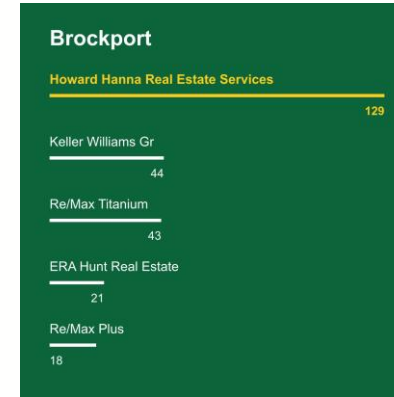 Brockport
Howard Hanna Real Estate Services
129
Keller Williams Gr
44
Re/Max Titanium
43
ERA Hunt Real Estate
21
Re/Max Plus
18